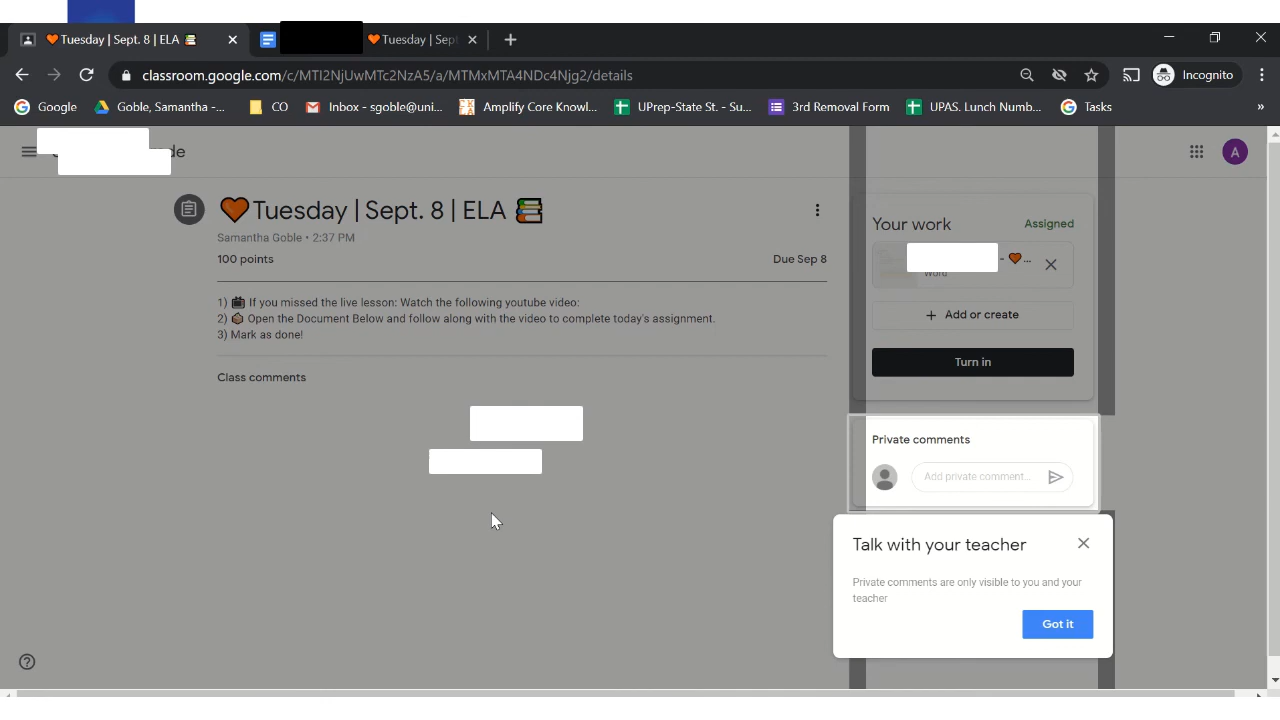 🧡Tuesday | Sept. 8 | ELA 📚
🧡Tuesday | Sept
classroom.google.com/c/MTI2NjUwMTc2NzA5/a/MTMxMTA4NDc4Njg2/details
Incognito
Google
Goble, Samantha -...
CO
Inbox - sgoble@uni...
Amplify Core Knowl...
UPrep-State St. - Su...
3rd Removal Form
UPAS. Lunch Numb...
Tasks
»
A
🧡Tuesday | Sept. 8 | ELA 📚
Samantha Goble • 2:37 PM
100 points
Due Sep 8
1) 📺 If you missed the live lesson: Watch the following youtube video:
2) Open the Document Below and follow along with the video to complete today's assignment.
3) Mark as done!
Class comments
Your work
Assigned
- 🧡...
Word
+ Add or create
Turn in
Private comments
Add private comment...
Talk with your teacher
Private comments are only visible to you and your
teacher
Got it